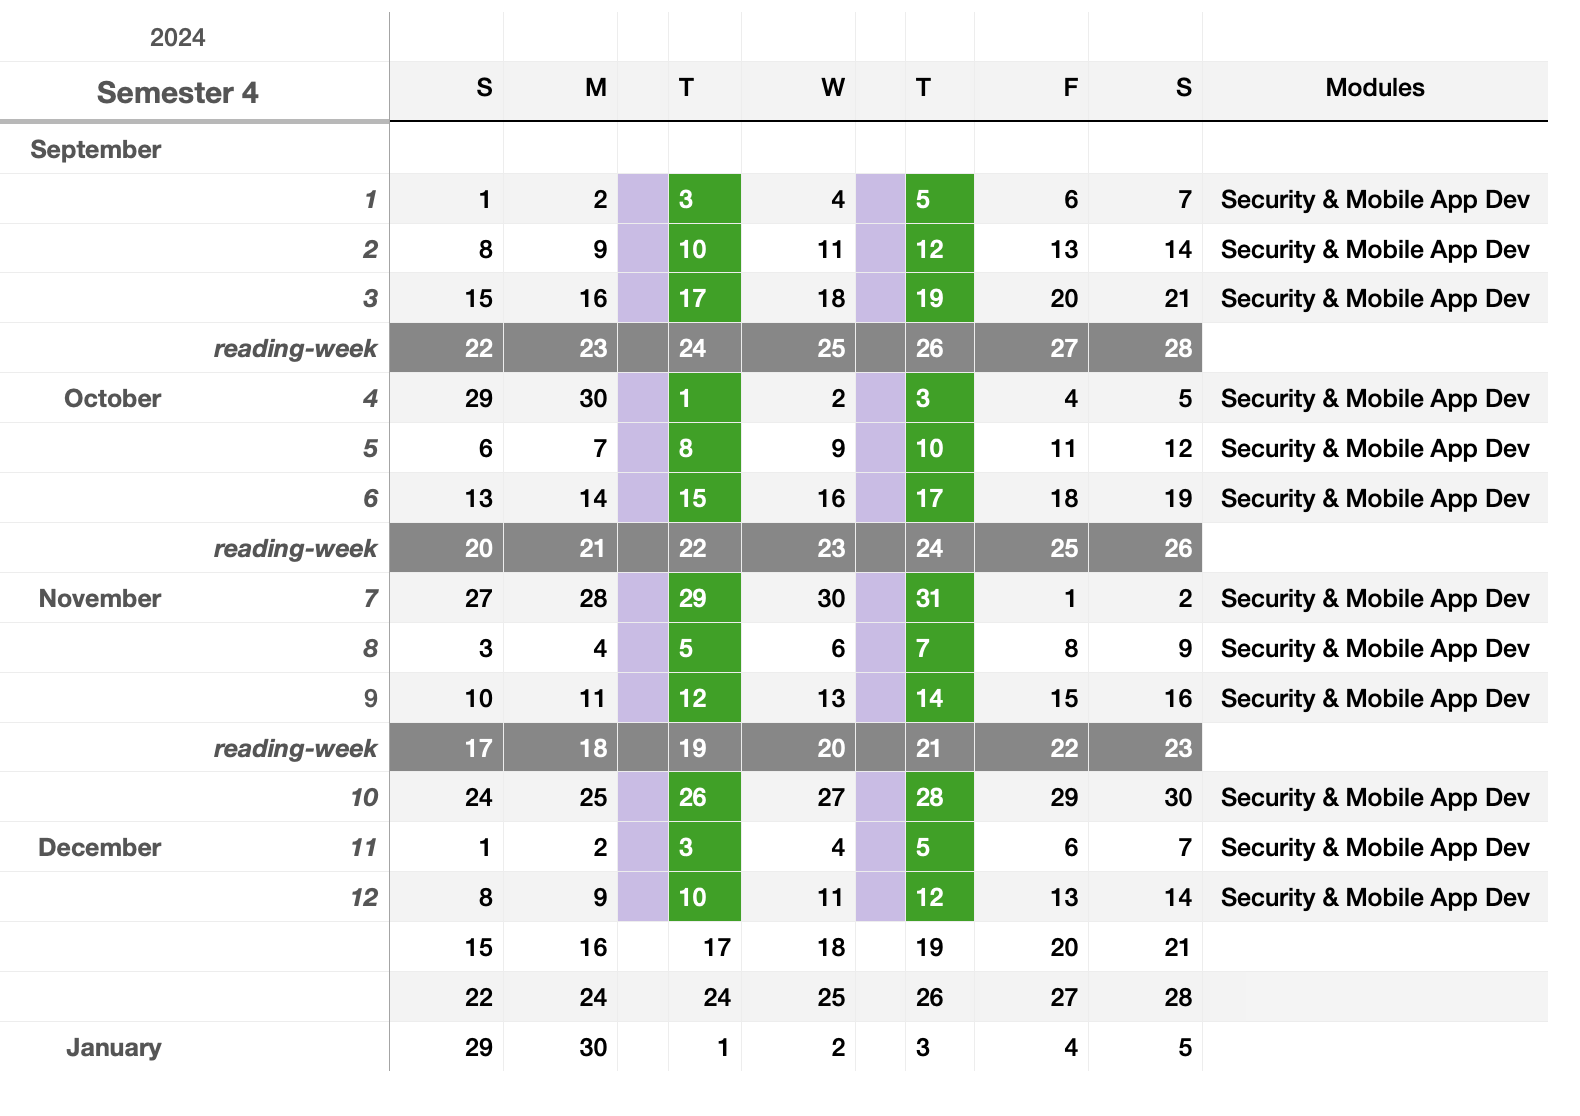 2024
Semester 4 S M T W T F S Modules
September
1 1 2 3 4 5 6 7 Security & Mobile App Dev
2 8 9 10 11 12 13 14 Security & Mobile App Dev
3 15 16 17 18 19 20 21 Security & Mobile App Dev
reading-week 22 23 24 25 26 27 28
October 4 29 30 1 2 3 4 5 Security & Mobile App Dev
5 6 7 8 9 10 11 12 Security & Mobile App Dev
6 13 14 15 16 17 18 19 Security & Mobile App Dev
reading-week 20 21 22 23 24 25 26
November 7 27 28 29 30 31 1 2 Security & Mobile App Dev
8 3 4 5 6 7 8 9 Security & Mobile App Dev
9 10 11 12 13 14 15 16 Security & Mobile App Dev
reading-week 17 18 19 20 21 22 23
10 24 25 26 27 28 29 30 Security & Mobile App Dev
December 11 1 2 3 4 5 6 7 Security & Mobile App Dev
12 8 9 10 11 12 13 14 Security & Mobile App Dev
15 16 17 18 19 20 21
22 24 24 25 26 27 28
January 29 30 1 2 3 4 5